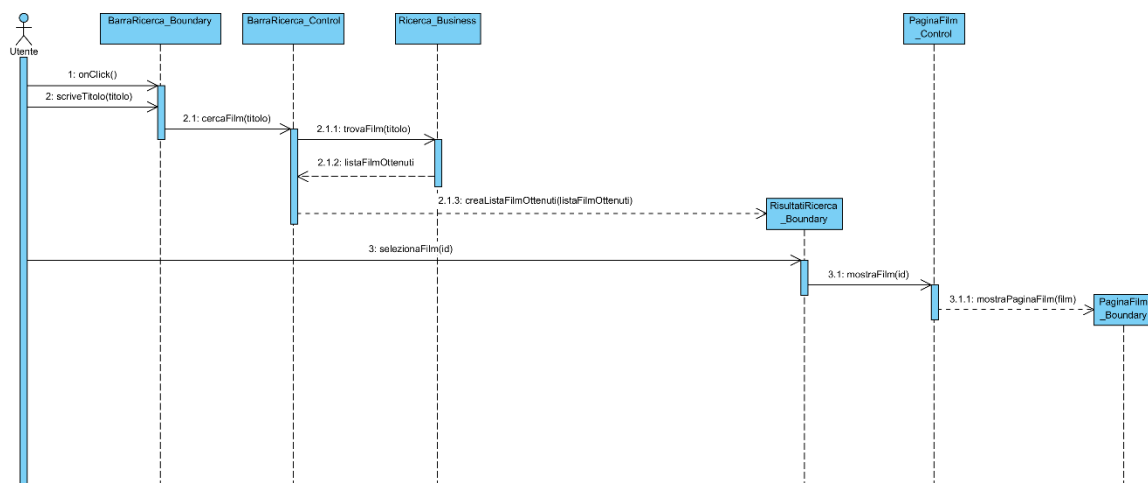 BarraRicerca_Boundary
BarraRicerca_Control
Ricerca_Business
PaginaFilm
_Control
Utente
1: onClick()
2: scriveTitolo(titolo)
2.1: cercaFilm(titolo)
2.1.1: trovaFilm(titolo)
2.1.2: listaFilmOttenuti
2.1.3: creaListaFilmOttenuti(listaFilmOttenuti)
RisultatiRicerca
_Boundary
3: selezionaFilm(id)
3.1: mostraFilm(id)
3.1.1: mostraPaginaFilm(film)
PaginaFilm
_Boundary